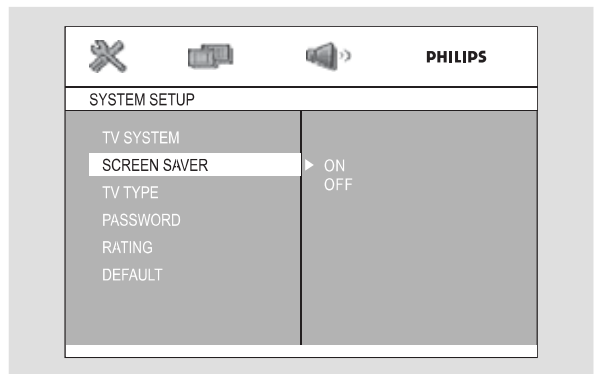 PHILIPS
SYSTEM SETUP
TV SYSTEM
SCREEN SAVER
ON
OFF
TV TYPE
PASSWORD
RATING
DEFAULT